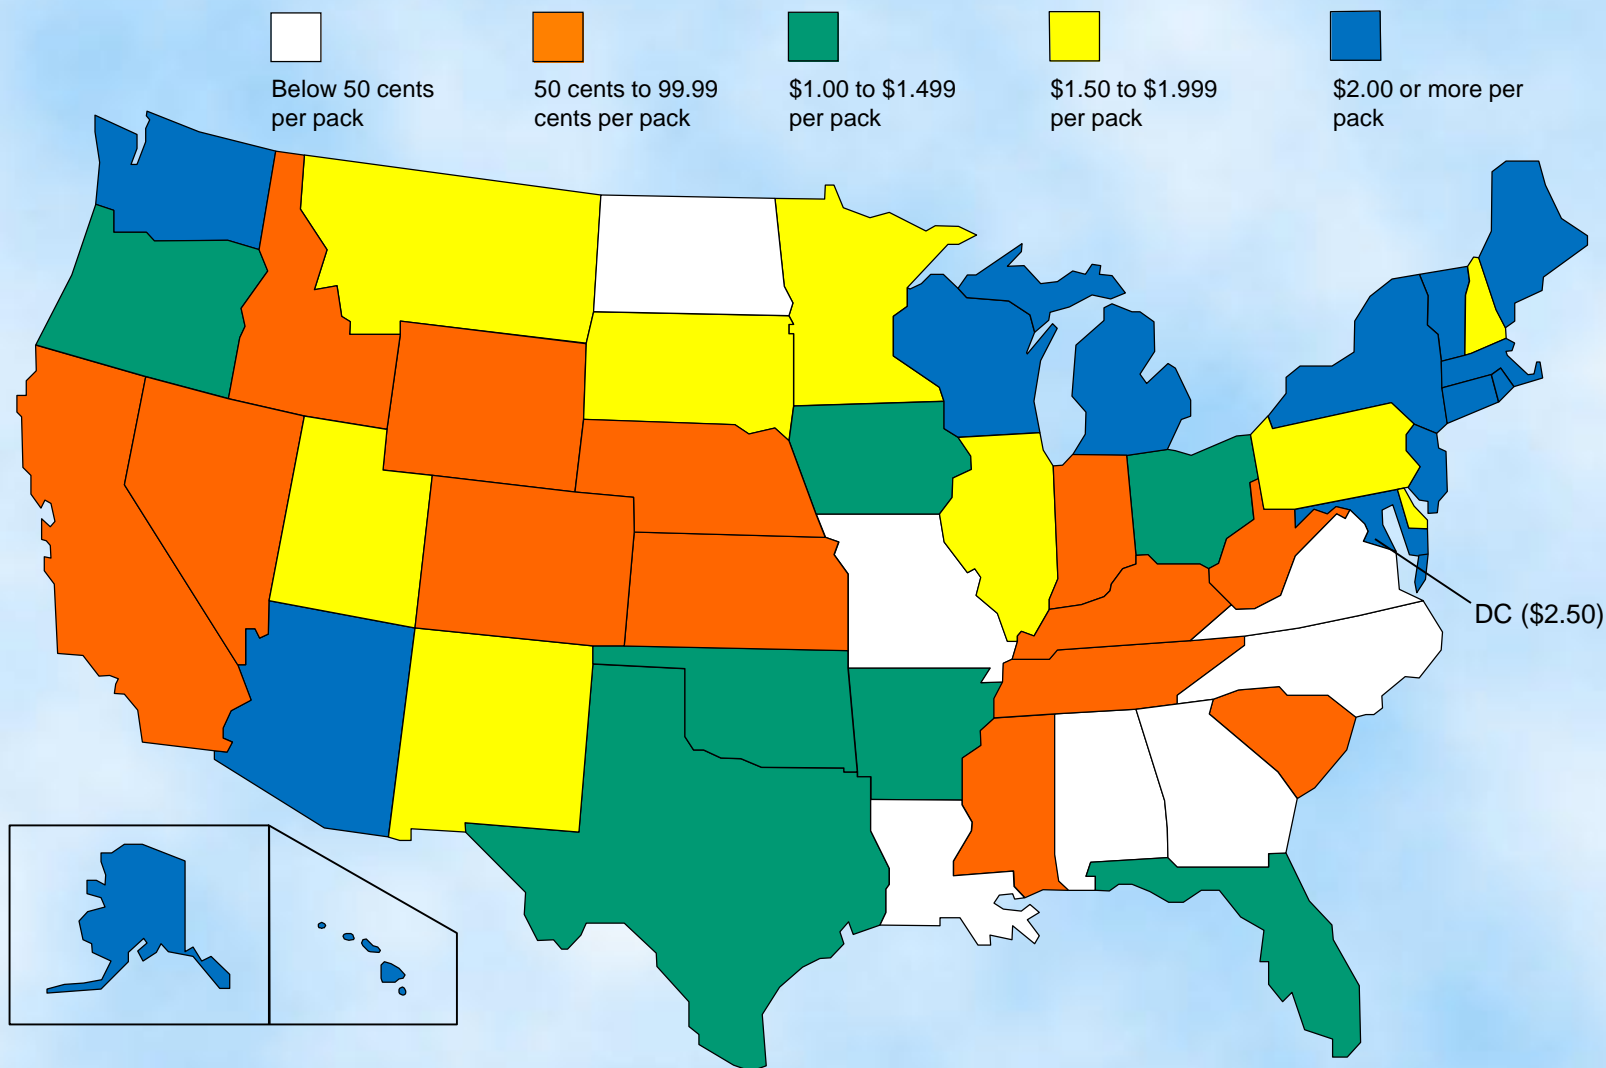 Below 50 cents
per pack
50 cents to 99.99
cents per pack
$1.00 to $1.499
per pack
$1.50 to $1.999
per pack
$2.00 or more per
pack
DC ($2.50)